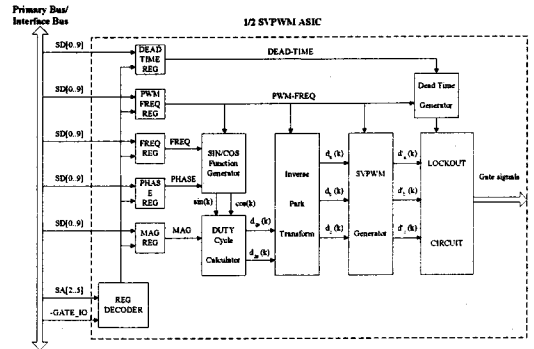 Primary Bus/
Interface Bus
1/2 SVPWM ASIC
SD[0..9]
DEAD
TIME
REG
DEAD-TIME
SD[0..9]
PWM
FREQ
REG
PWM-FREQ
Dead Time
Generator
SD[0..9]
FREQ
REG
FREQ
SIN/COS
Function
Generator
Inverse
Park
Transform
SVPWM
Generator
LOCKOUT
CIRCUIT
Gate signals
SD[0..9]
PHAS
E REG
PHASE
sin(k)
cos(k)
SD[0..9]
MAG
REG
MAG
DUTY
Cycle
Calculator
SA[2..5]
REG
DECODER
-GATE_IO